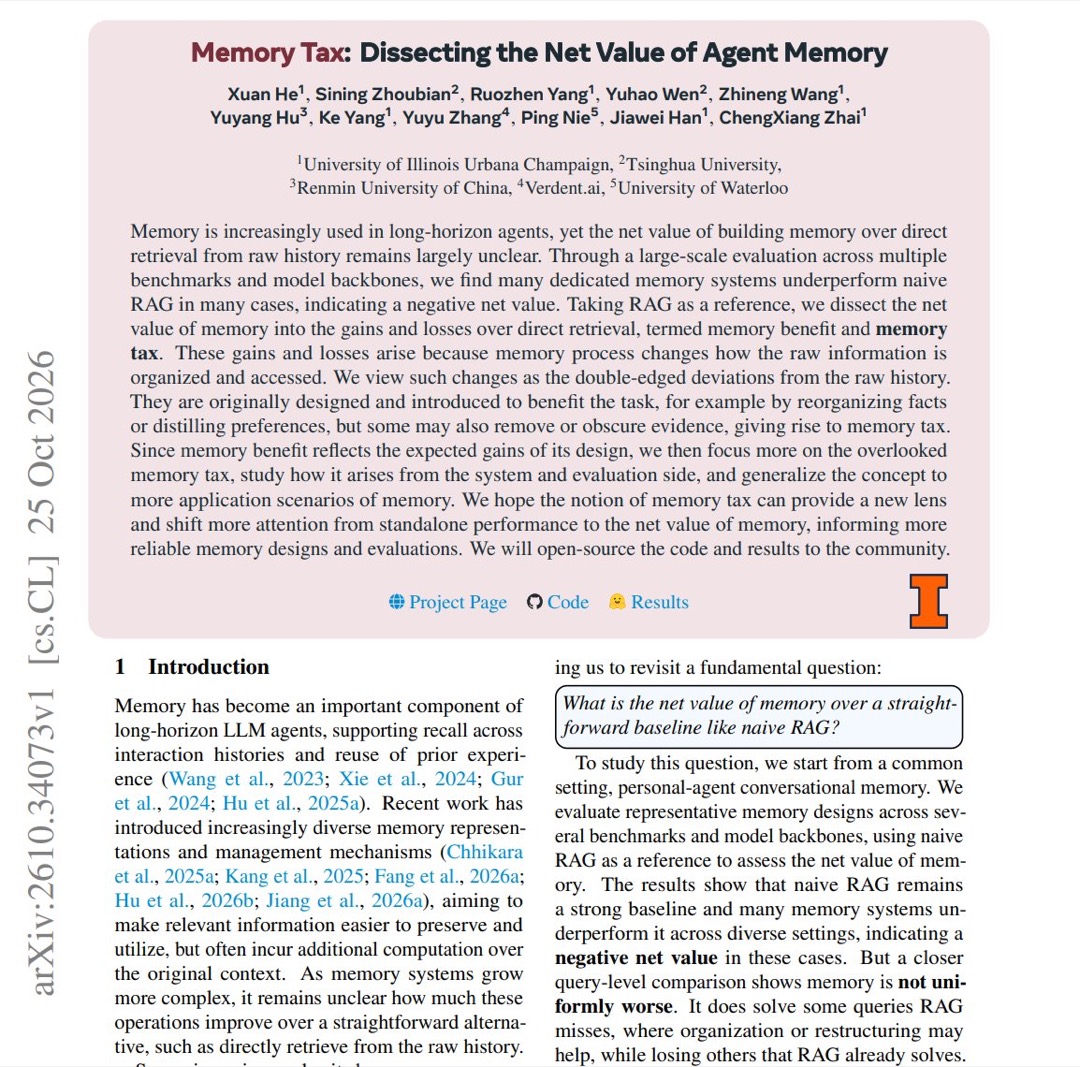 Memory Tax: Dissecting the Net Value of Agent Memory
Xuan He1, Sining Zhoubian2, Ruozhen Yang1, Yuhao Wen2, Zhineng Wang1,
Yuyang Hu3, Ke Yang1, Yuyu Zhang4, Ping Nie5, Jiawei Han1, ChengXiang Zhai1
1University of Illinois Urbana Champaign, 2Tsinghua University,
3Renmin University of China, 4Verdent.ai, 5University of Waterloo
Memory is increasingly used in long-horizon agents, yet the net value of building memory over direct
retrieval from raw history remains largely unclear. Through a large-scale evaluation across multiple
benchmarks and model backbones, we find many dedicated memory systems underperform naive
RAG in many cases, indicating a negative net value. Taking RAG as a reference, we dissect the net
value of memory into the gains and losses over direct retrieval, termed memory benefit and memory
tax. These gains and losses arise because memory process changes how the raw information is
organized and accessed. We view such changes as the double-edged deviations from the raw history.
They are originally designed and introduced to benefit the task, for example by reorganizing facts
or distilling preferences, but some may also remove or obscure evidence, giving rise to memory tax.
Since memory benefit reflects the expected gains of its design, we then focus more on the overlooked
memory tax, study how it arises from the system and evaluation side, and generalize the concept to
more application scenarios of memory. We hope the notion of memory tax can provide a new lens
and shift more attention from standalone performance to the net value of memory, informing more
reliable memory designs and evaluations. We will open-source the code and results to the community.
Project Page Code Results
arXiv:2610.34073v1 [cs.CL] 25 Oct 2026
1 Introduction
Memory has become an important component of
long-horizon LLM agents, supporting recall across
interaction histories and reuse of prior experi-
ence (Wang et al., 2023; Xie et al., 2024; Gur
et al., 2024; Hu et al., 2025a). Recent work has
introduced increasingly diverse memory represen-
tations and management mechanisms (Chhikara
et al., 2025a; Kang et al., 2025; Fang et al., 2026a;
Hu et al., 2026b; Jiang et al., 2026a), aiming to
make relevant information easier to preserve and
utilize, but often incur additional computation over
the original context. As memory systems grow
more complex, it remains unclear how much these
operations improve over a straightforward alterna-
tive, such as directly retrieve from the raw history.
ing us to revisit a fundamental question:
What is the net value of memory over a straight-
forward baseline like naive RAG?
To study this question, we start from a common
setting, personal-agent conversational memory. We
evaluate representative memory designs across sev-
eral benchmarks and model backbones, using naive
RAG as a reference to assess the net value of mem-
ory. The results show that naive RAG remains
a strong baseline and many memory systems un-
derperform it across diverse settings, indicating a
negative net value in these cases. But a closer
query-level comparison shows memory is not uni-
formly worse. It does solve some queries RAG
misses, where organization or restructuring may
help, while losing others that RAG already solves.